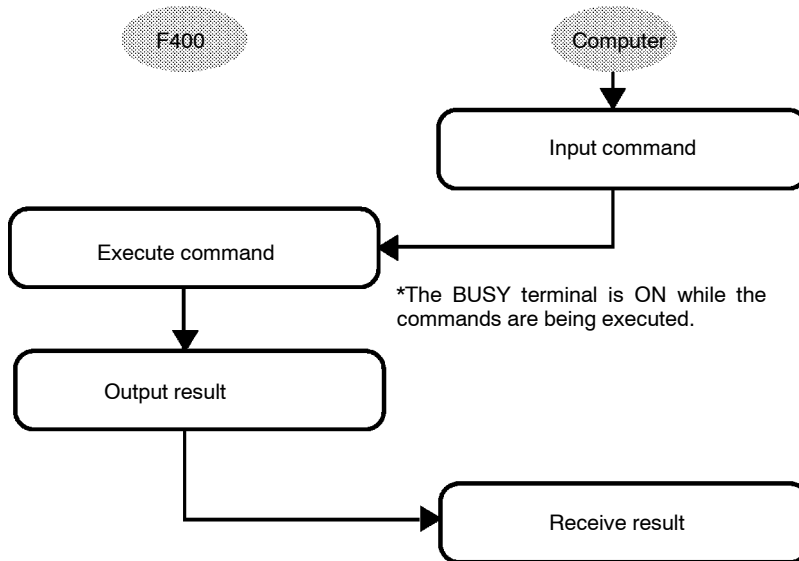 F400
Computer
Input command
Execute command
*The BUSY terminal is ON while the
commands are being executed.
Output result
Receive result